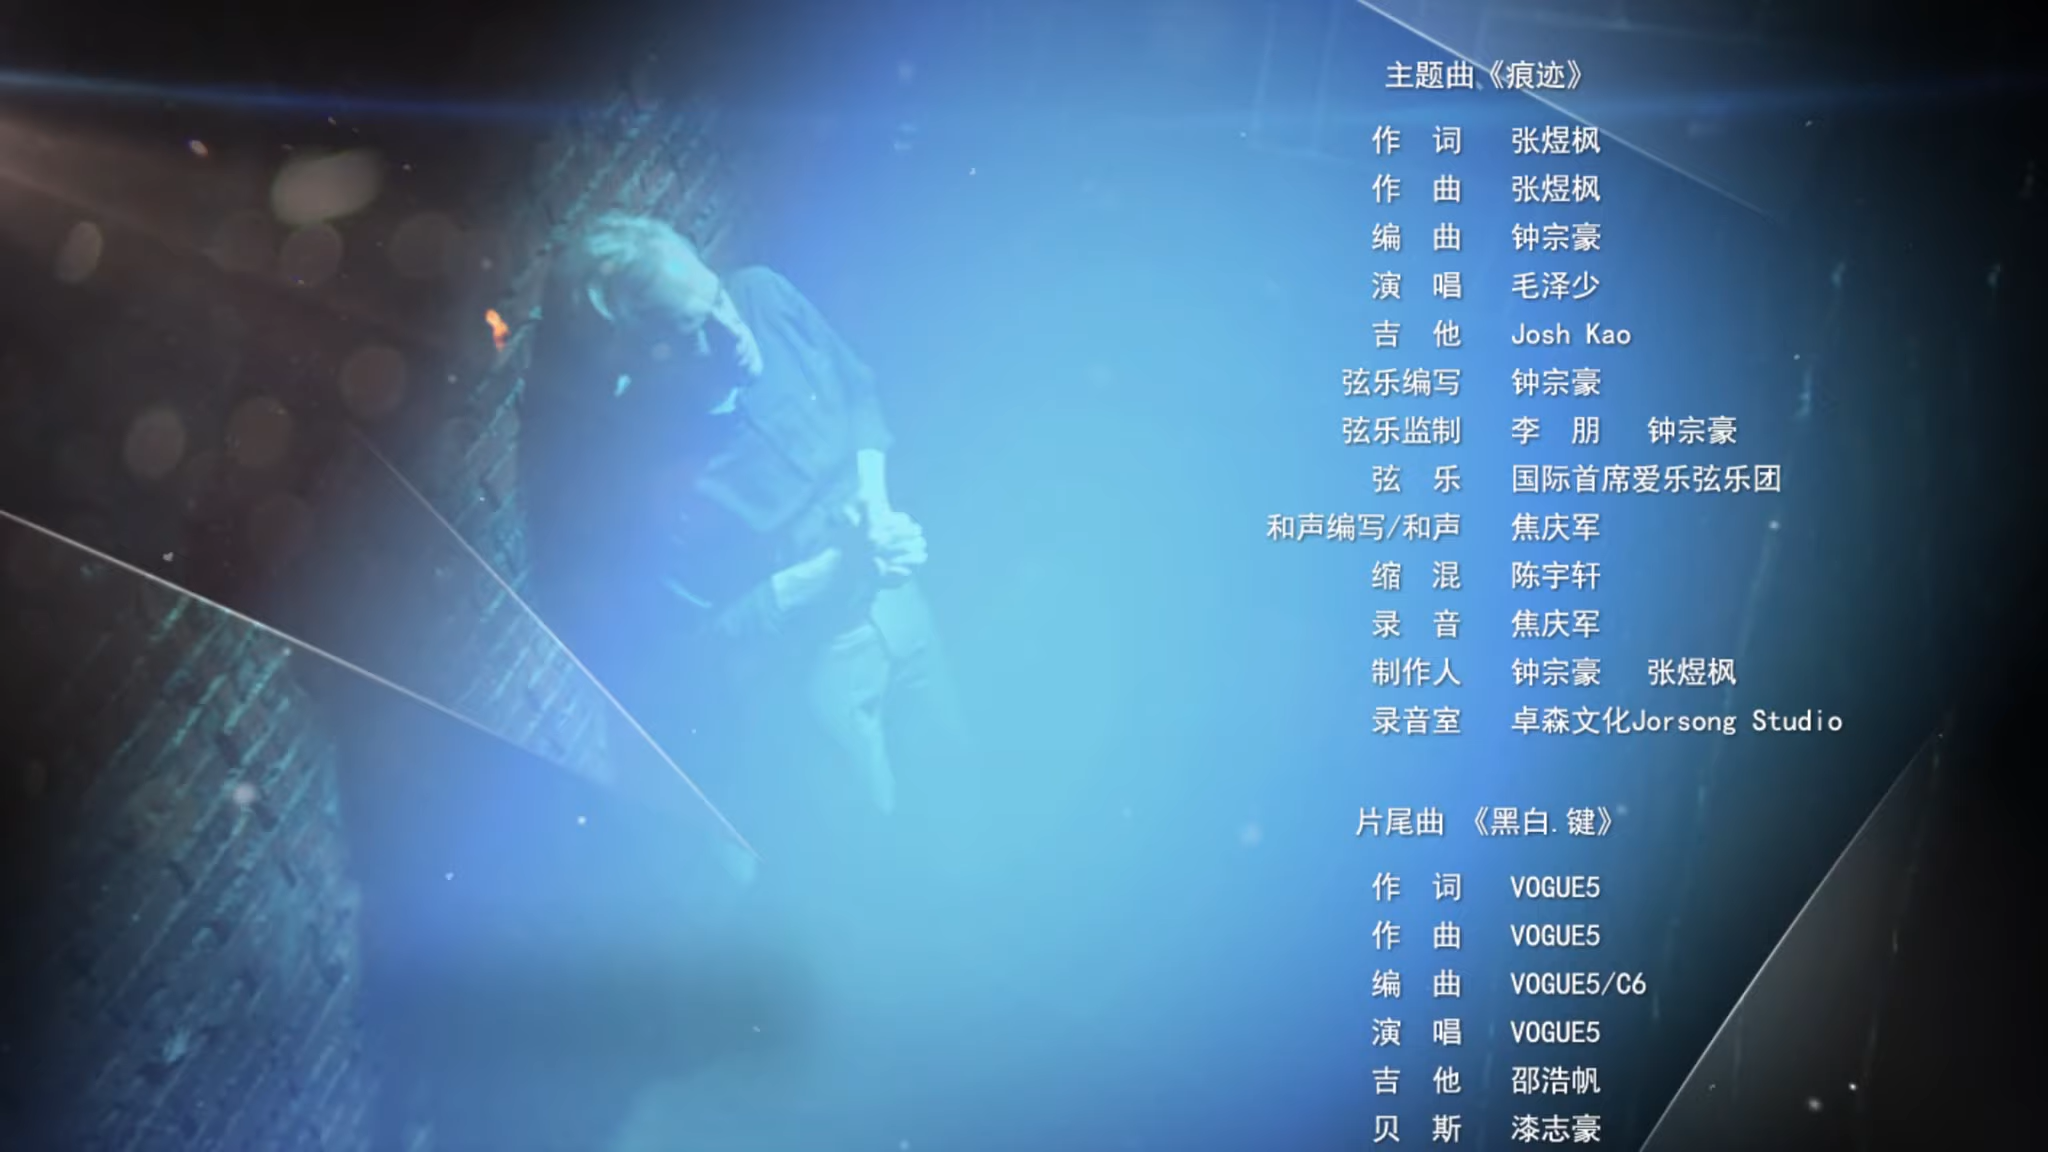 主题曲《痕迹》
作 词 张煜枫
作 曲 张煜枫
编 曲 钟宗豪
演 唱 毛泽少
吉 他 Josh Kao
弦乐编写 钟宗豪
弦乐监制 李 朋 钟宗豪
弦 乐 国际首席爱乐弦乐团
和声编写/和声 焦庆军
缩 混 陈宇轩
录 音 焦庆军
制作人 钟宗豪 张煜枫
录音室 卓森文化Jorsong Studio
片尾曲 《黑白.键》
作 词 VOGUE5
作 曲 VOGUE5
编 曲 VOGUE5/C6
演 唱 VOGUE5
吉 他 邵浩帆
贝 斯 漆志豪